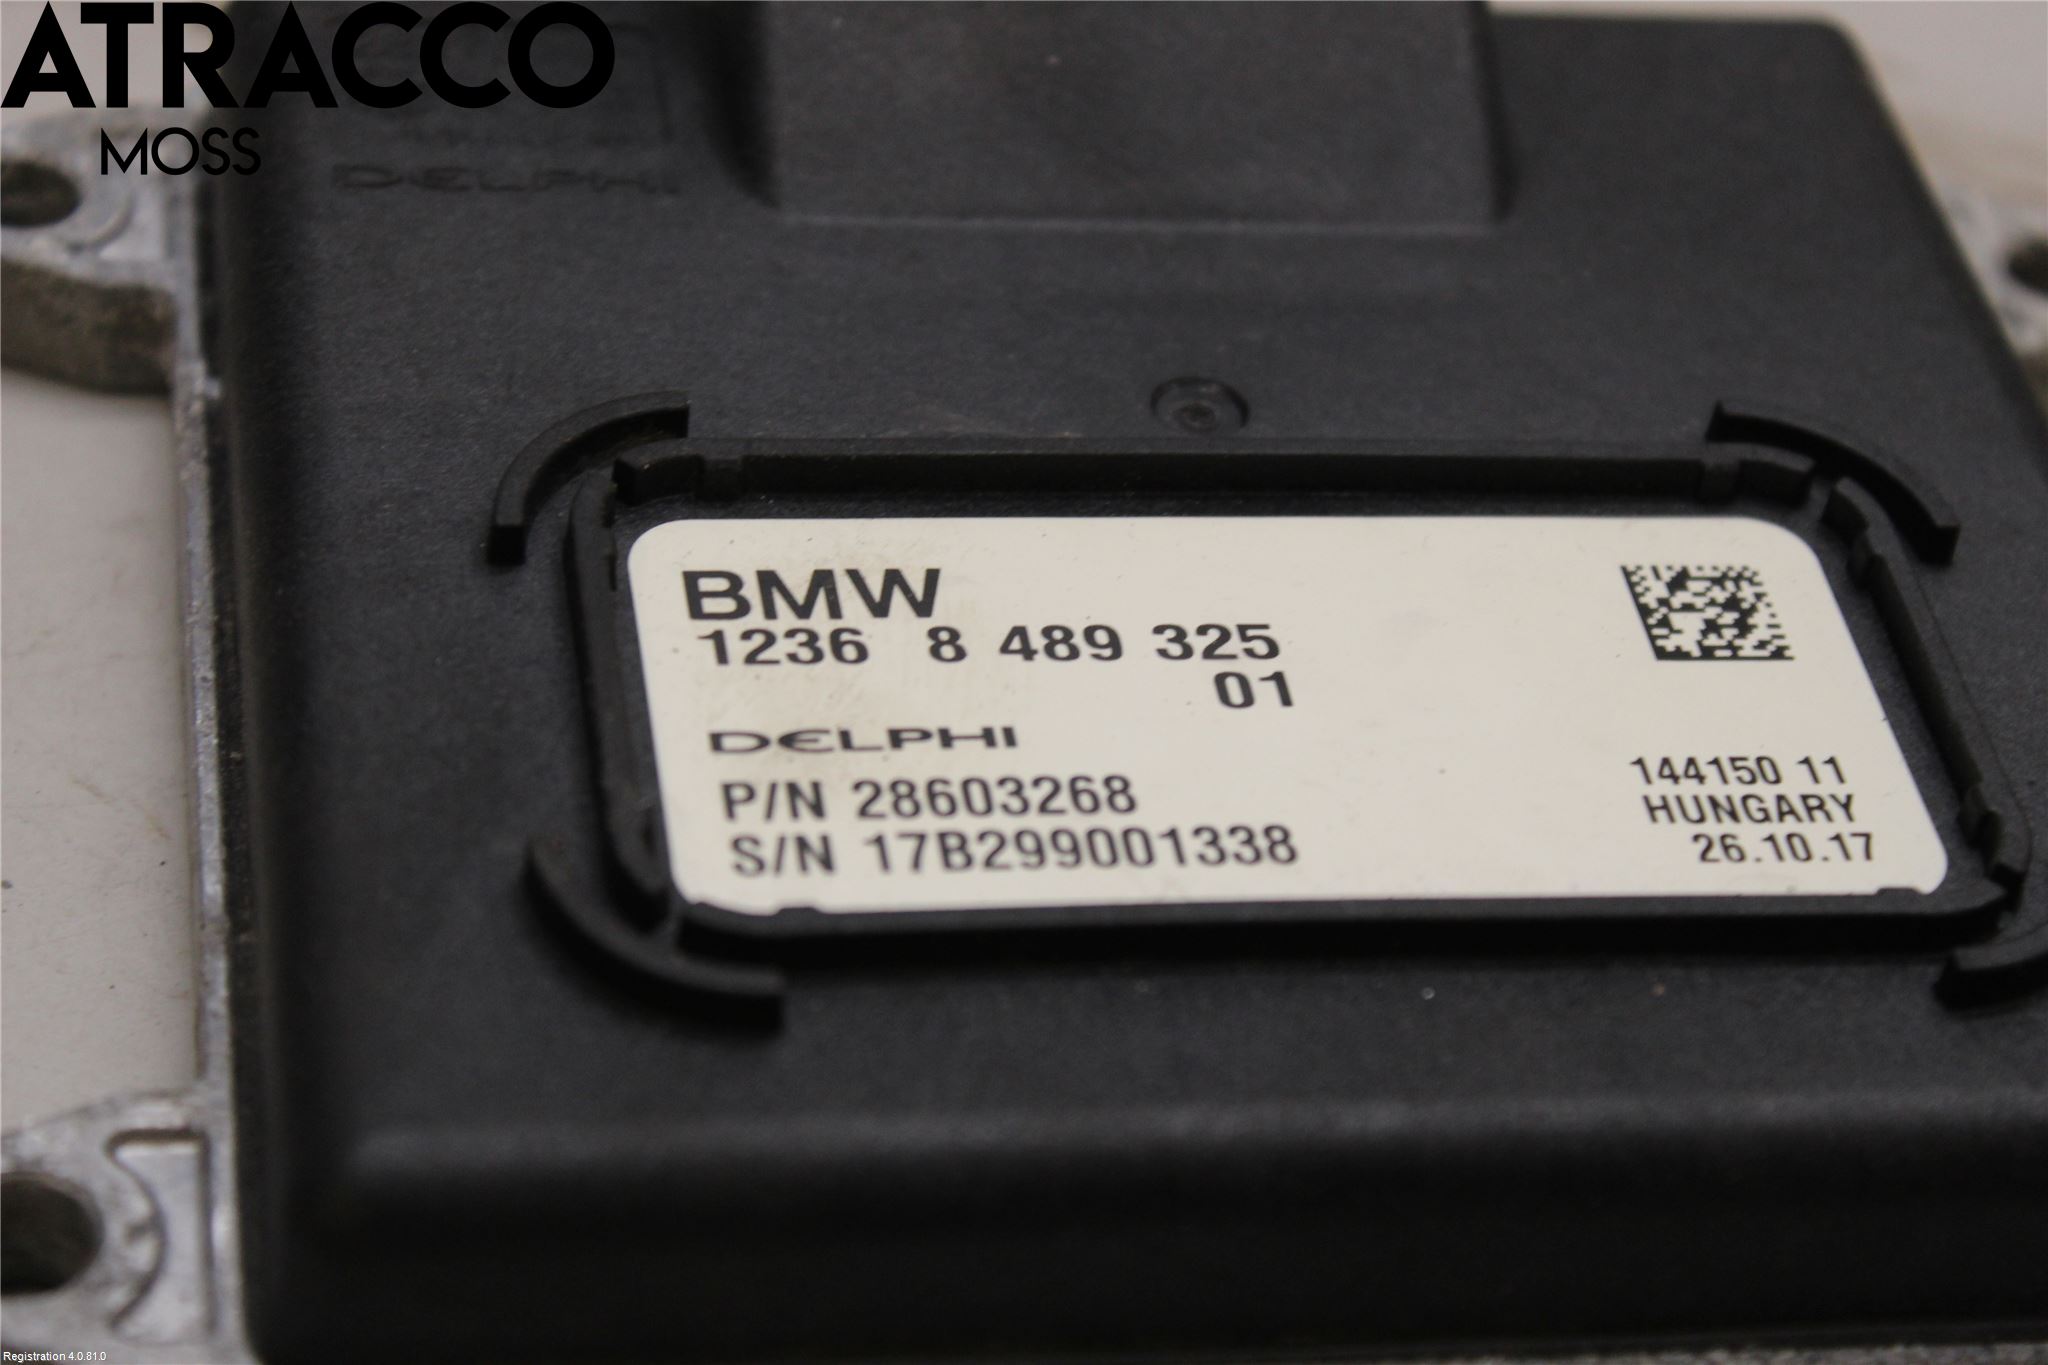 ATRACCO
MOSS
DELPHI
BMW
1236 8 489 325
01
DELPHI
P/N 28603268
S/N 17B299001338
144150 11
HUNGARY
26.10.17
Registration 4.0.81.0